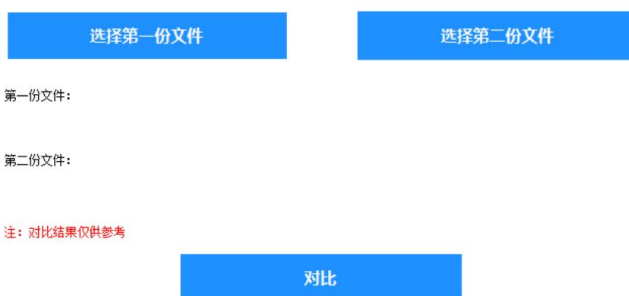 选择第一份文件
选择第二份文件
第一份文件：
第二份文件：
注：对比结果仅供参考
对比